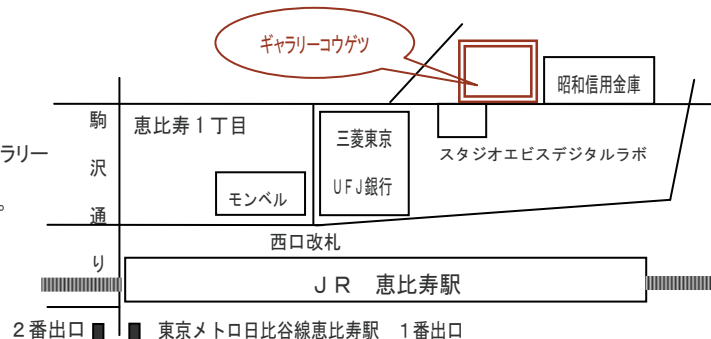 ギャラリーコウゲツ
昭和信用金庫
駒沢通り
恵比寿1丁目
三菱東京
UFJ銀行
スタジオエビスデジタルラボ
ラリー
。
モンベル
西口改札
JR 恵比寿駅
2番出口
東京メトロ日比谷線恵比寿駅 1番出口